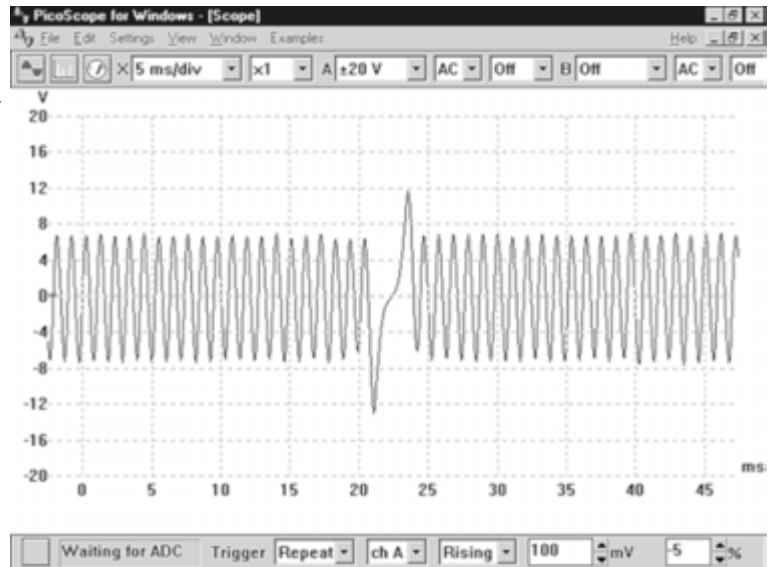 PicoScope for Windows - [Scope]
File Edit Settings View Window Examples Help
X 5 ms/div x1 A ±20 V AC Off B Off AC Off
V
20
16
12
8
4
0
-4
-8
-12
-16
-20
ms
0 5 10 15 20 25 30 35 40 45
Waiting for ADC Trigger Repeat ch A Rising 100 mV -5 %